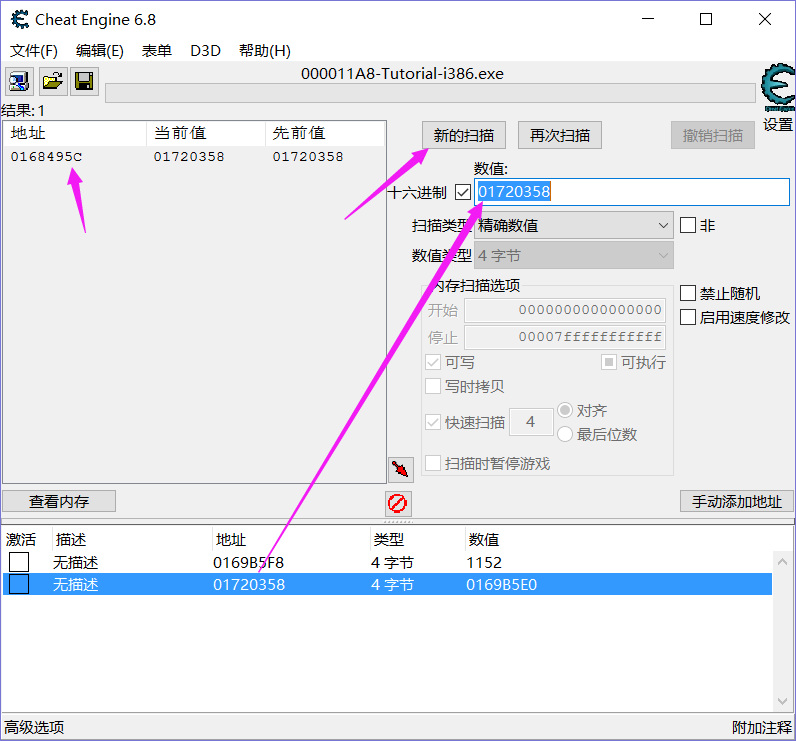 Cheat Engine 6.8
文件(F) 编辑(E) 表单 D3D 帮助(H)
000011A8-Tutorial-i386.exe
结果: 1
设置
地址 当前值 先前值
0168495C 01720358 01720358
新的扫描 再次扫描 撤销扫描
数值:
十六进制 01720358
扫描类型 精确数值 非
数值类型 4 字节
内存扫描选项
开始 0000000000000000
停止 00007fffffffffff
可写 可执行
写时拷贝
快速扫描 4 对齐
最后位数
扫描时暂停游戏
禁止随机
启用速度修改
查看内存 手动添加地址
激活 描述 地址 类型 数值
无描述 0169B5F8 4 字节 1152
无描述 01720358 4 字节 0169B5E0
高级选项 附加注释